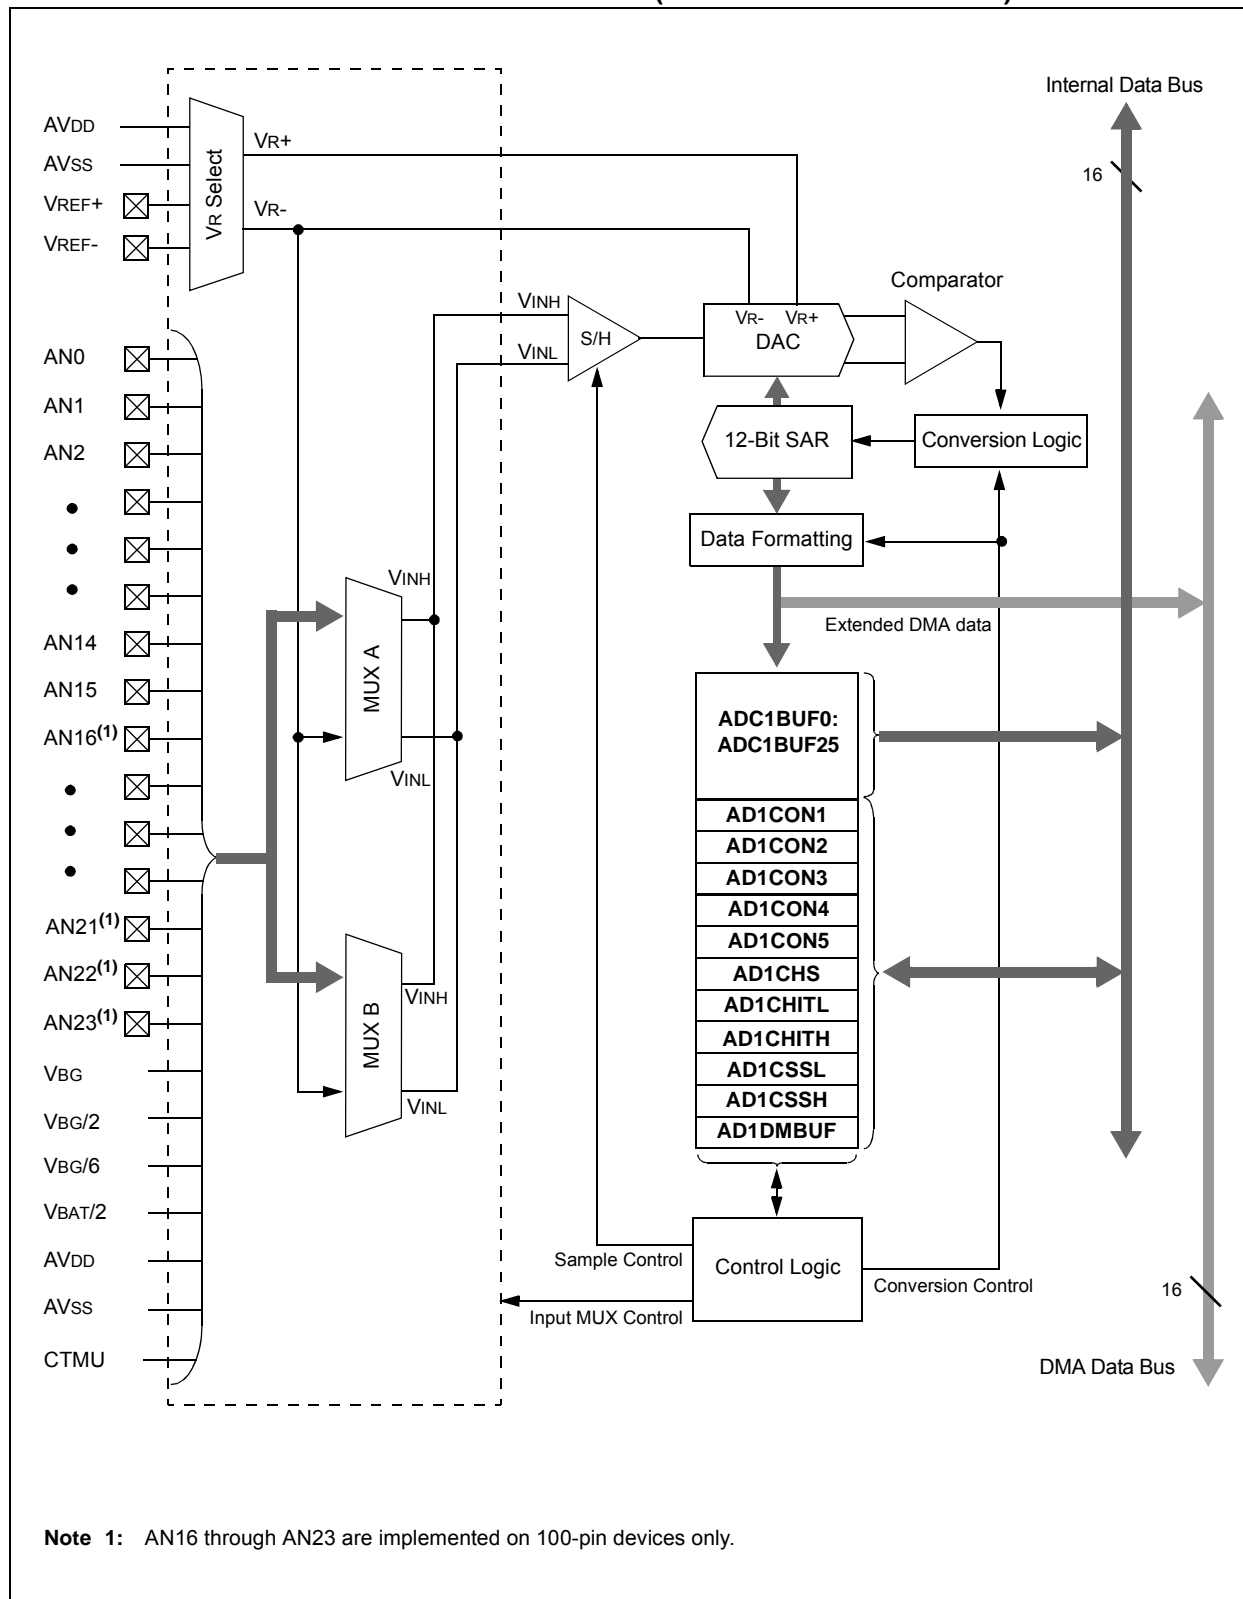 Internal Data Bus
AVDD
AVSS
VREF+
VREF-
VR Select
VR+
VR-
16
Comparator
VINH
VINL
S/H
VR- VR+
DAC
AN0
AN1
AN2
12-Bit SAR
Conversion Logic
Data Formatting
Extended DMA data
VINH
MUX A
VINL
AN14
AN15
AN16(1)
ADC1BUF0:
ADC1BUF25
AD1CON1
AD1CON2
AD1CON3
AD1CON4
AD1CON5
AD1CHS
AD1CHITL
AD1CHITH
AD1CSSL
AD1CSSH
AD1DMBUF
AN21(1)
AN22(1)
AN23(1)
VINH
MUX B
VINL
VBG
VBG/2
VBG/6
VBAT/2
AVDD
AVSS
CTMU
Sample Control
Control Logic
Conversion Control
Input MUX Control
16
DMA Data Bus
Note 1: AN16 through AN23 are implemented on 100-pin devices only.